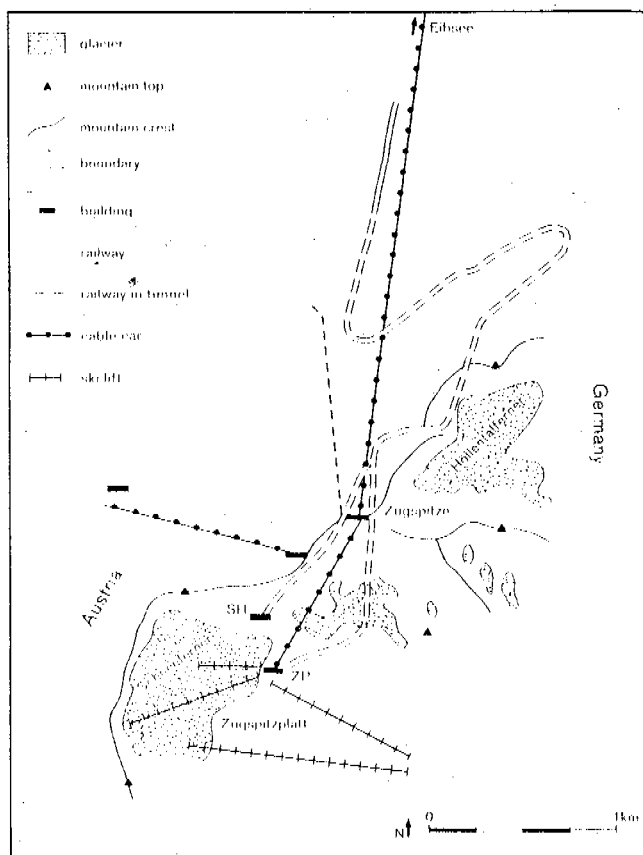 Eibsee
glacier
mountain top
mountain crest
boundary
building
railway
railway in tunnel
cable car
ski lift
Germany
Höllentalferner
Zugspitze
Austria
SH
ZP
Zugspitzplatt
0
1km
N